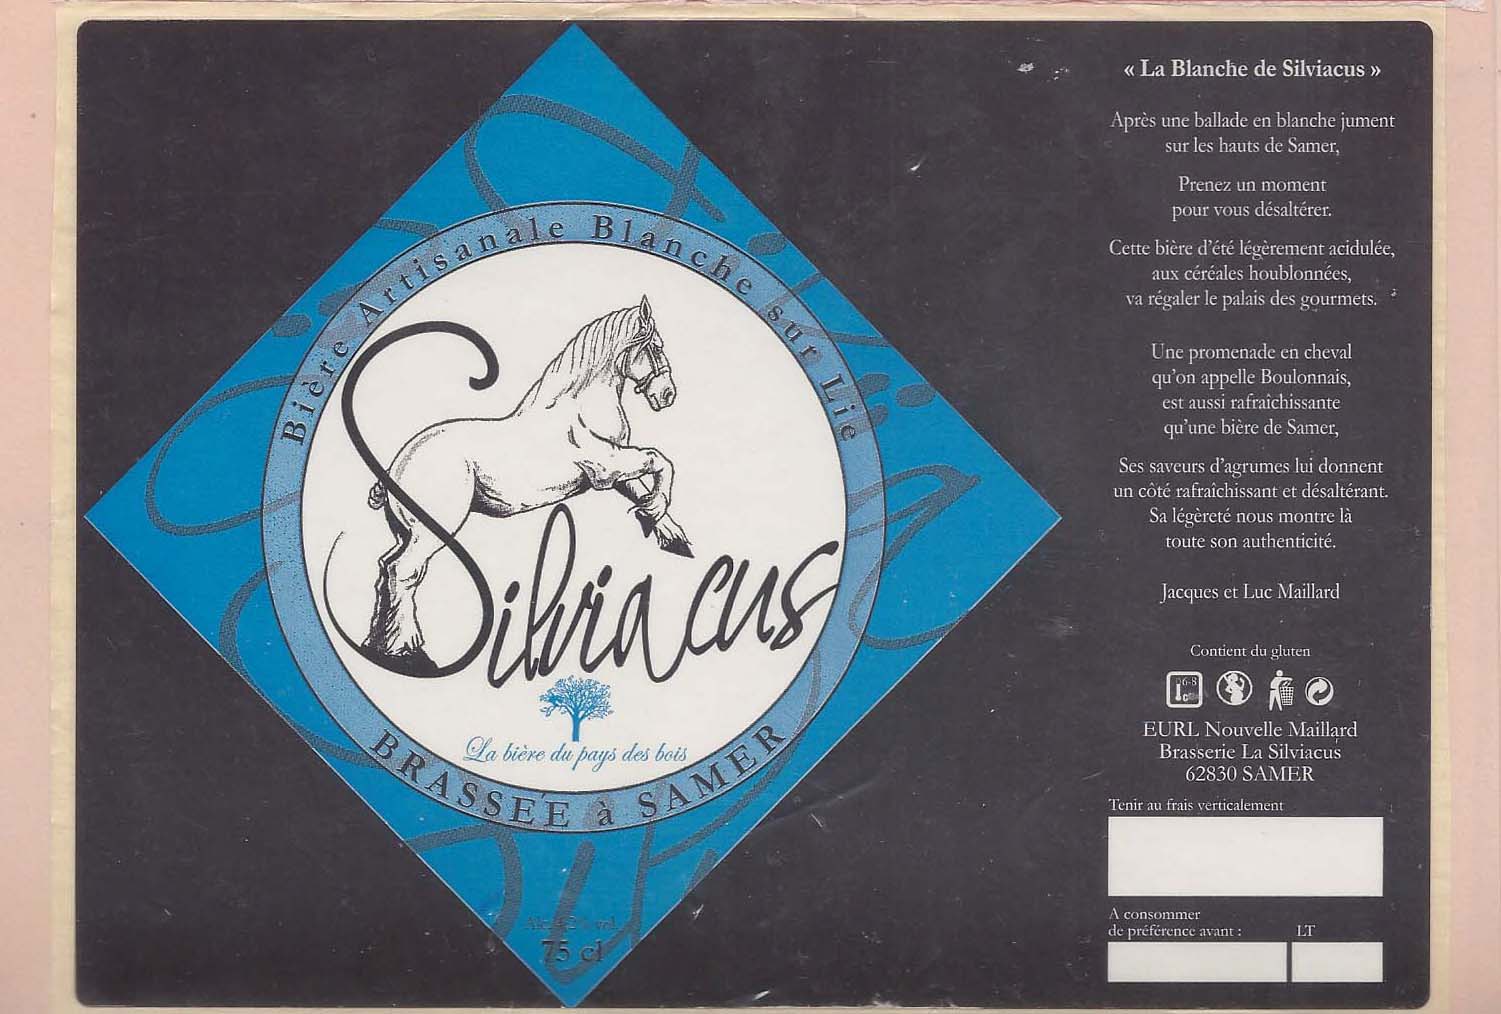 Bière Artisanale Blanche sur Lie
Silviacus
La bière du pays des bois
BRASSÉE à SAMER
75 cl
« La Blanche de Silviacus »
Après une ballade en blanche jument
sur les hauts de Samer,
Prenez un moment
pour vous désaltérer.
Cette bière d'été légèrement acidulée,
aux céréales houblonnées,
va régaler le palais des gourmets.
Une promenade en cheval
qu'on appelle Boulonnais,
est aussi rafraîchissante
qu'une bière de Samer,
Ses saveurs d'agrumes lui donnent
un côté rafraîchissant et désaltérant.
Sa légèreté nous montre là
toute son authenticité.
Jacques et Luc Maillard
Contient du gluten
6-8
EURL Nouvelle Maillard
Brasserie La Silviacus
62830 SAMER
Tenir au frais verticalement
A consommer
de préférence avant : LT